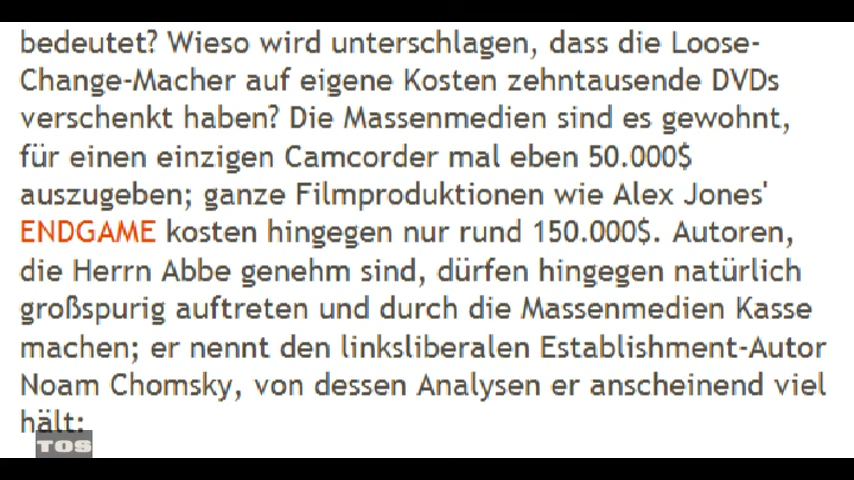 bedeutet? Wieso wird unterschlagen, dass die Loose-
Change-Macher auf eigene Kosten zehntausende DVDs
verschenkt haben? Die Massenmedien sind es gewohnt,
für einen einzigen Camcorder mal eben 50.000$
auszugeben; ganze Filmproduktionen wie Alex Jones'
ENDGAME kosten hingegen nur rund 150.000$. Autoren,
die Herrn Abbe genehm sind, dürfen hingegen natürlich
großspurig auftreten und durch die Massenmedien Kasse
machen; er nennt den linksliberalen Establishment-Autor
Noam Chomsky, von dessen Analysen er anscheinend viel
hält:
TOS